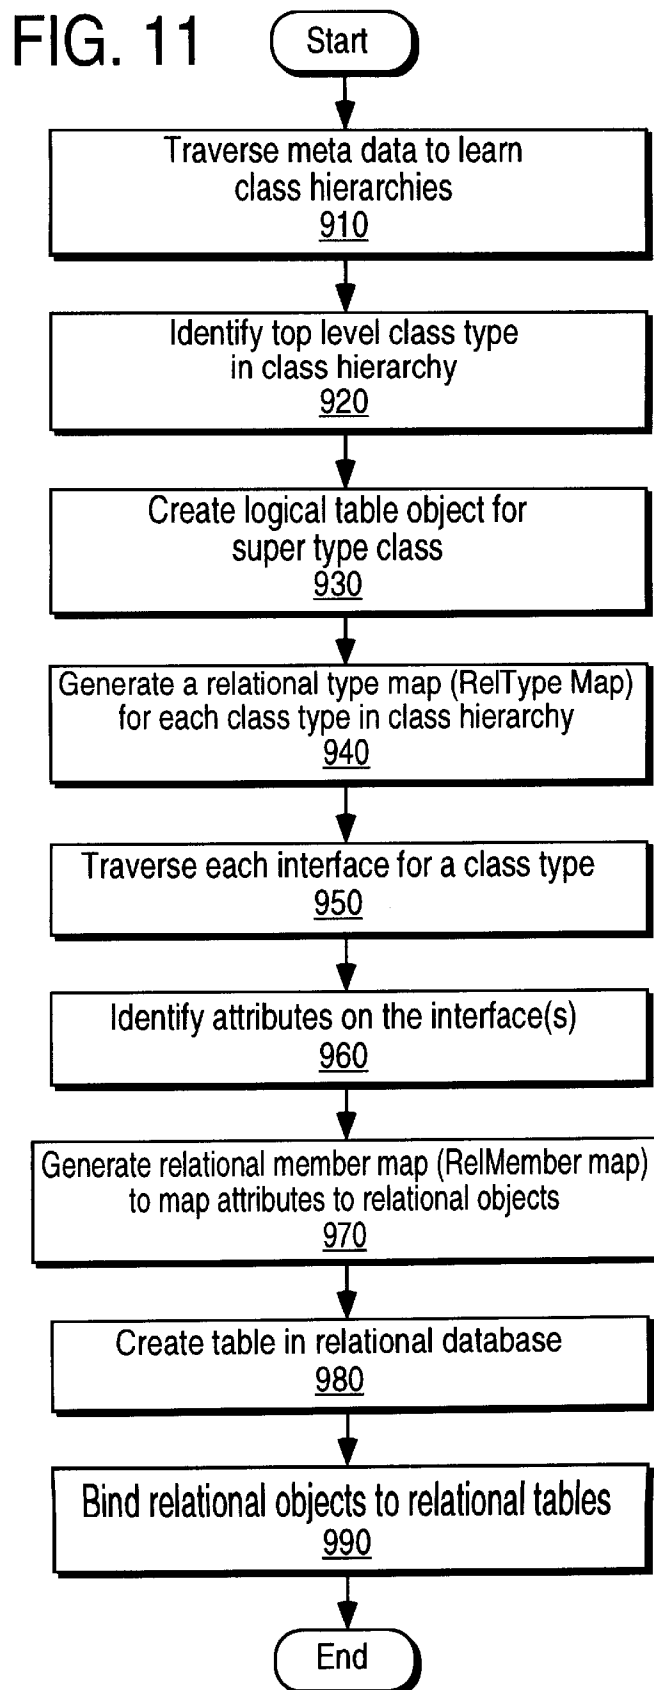 FIG. 11
Start
Traverse meta data to learn
class hierarchies
910
Identify top level class type
in class hierarchy
920
Create logical table object for
super type class
930
Generate a relational type map (RelType Map)
for each class type in class hierarchy
940
Traverse each interface for a class type
950
Identify attributes on the interface(s)
960
Generate relational member map (RelMember map)
to map attributes to relational objects
970
Create table in relational database
980
Bind relational objects to relational tables
990
End